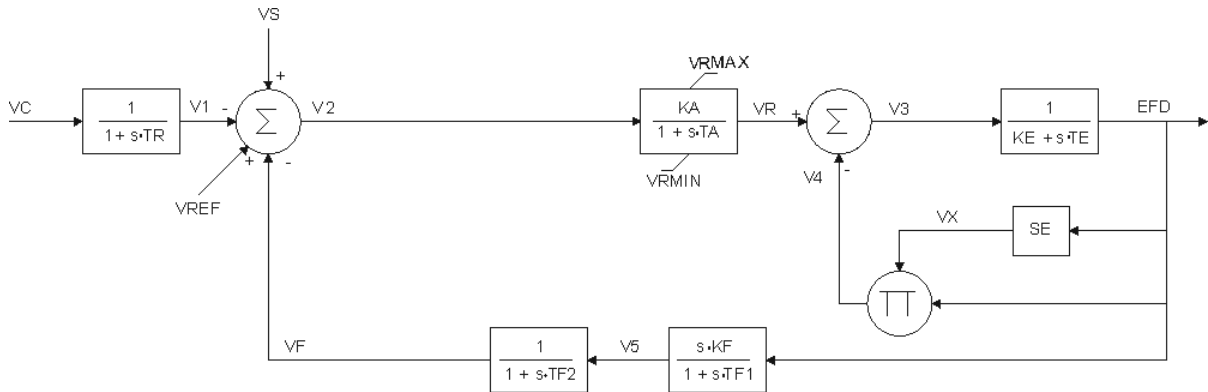 VS
VRMAX
VC
1
1 + s•TR
V1
-
+
Σ
+
-
V2
KA
1 + s•TA
VR
+
Σ
-
V3
1
KE + s•TE
EFD
VREF
VRMIN
V4
VX
SE
Π
VF
1
1 + s•TF2
V5
s•KF
1 + s•TF1